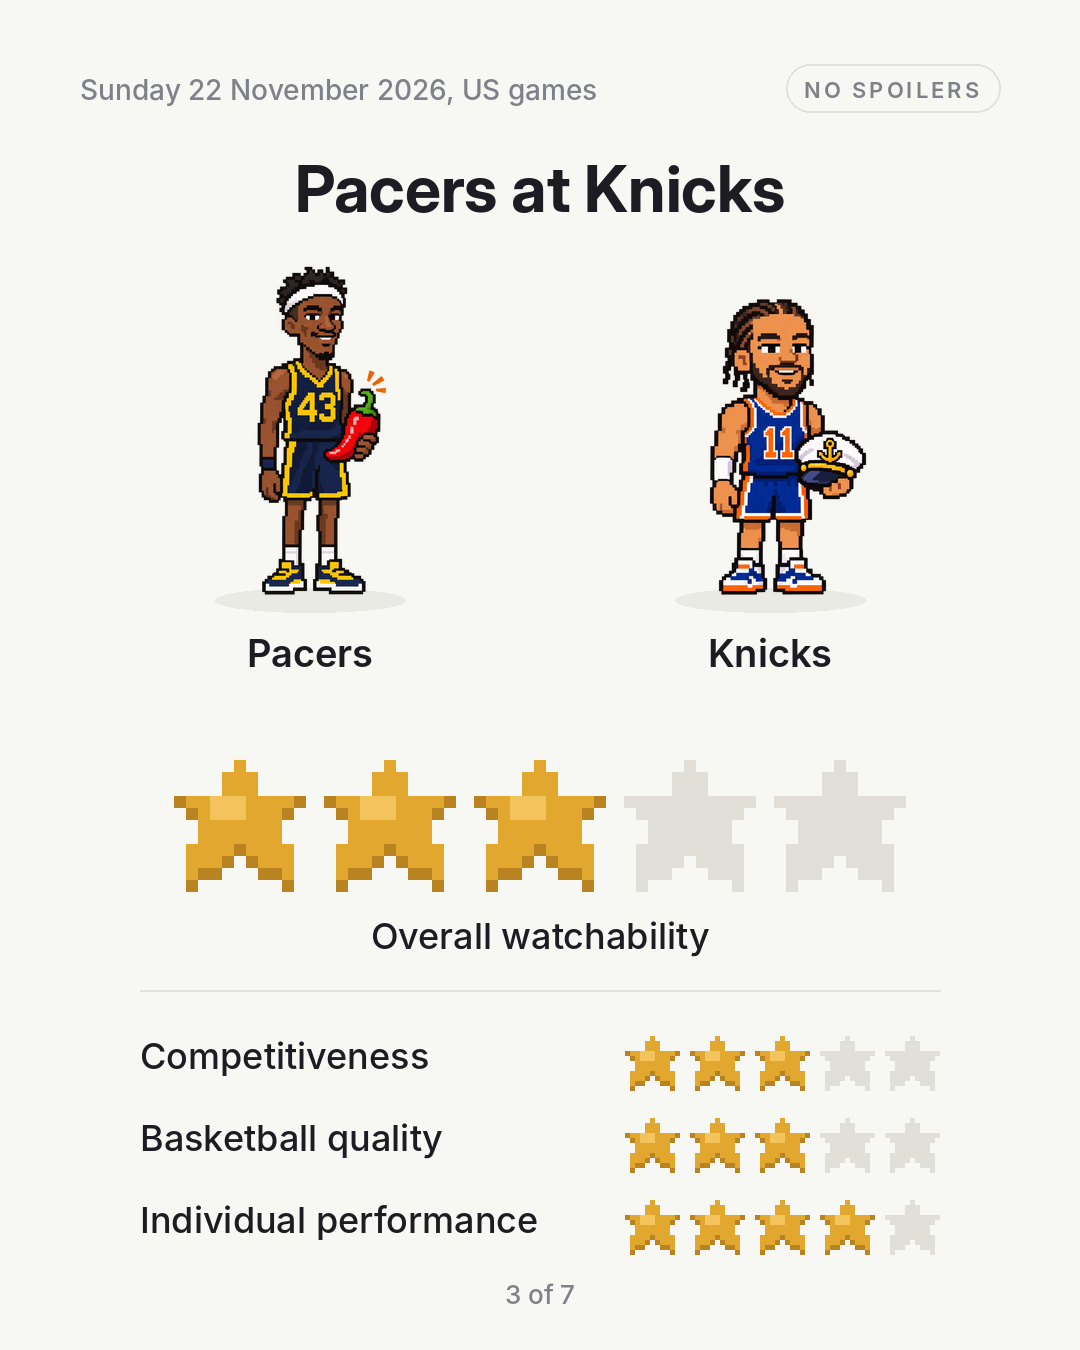 Sunday 22 November 2026, US games
NO SPOILERS
Pacers at Knicks
43
11
Pacers
Knicks
Overall watchability
Competitiveness
Basketball quality
Individual performance
3 of 7